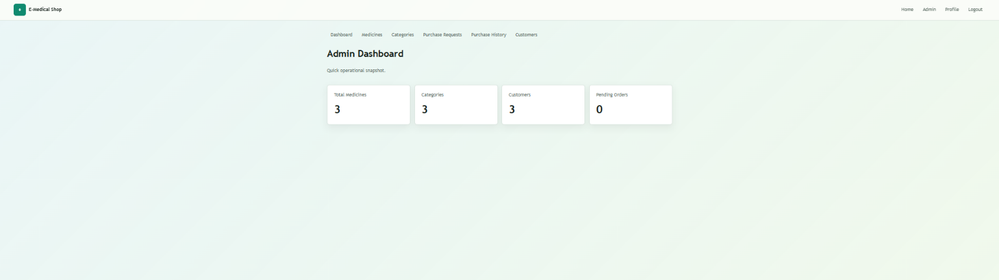 E-Medical Shop
Home Admin Profile Logout
Dashboard Medicines Categories Purchase Requests Purchase History Customers
Admin Dashboard
Quick operational snapshot.
Total Medicines Categories Customers Pending Orders
3 3 3 0